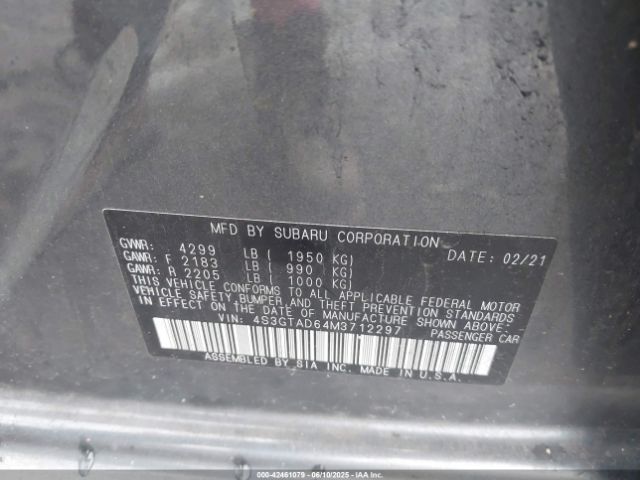 MFD BY SUBARU CORPORATION
GVWR: 4299 LB ( 1950 KG) DATE: 02/21
GAWR: F 2183 LB ( 990 KG)
GAWR: R 2205 LB ( 1000 KG)
THIS VEHICLE CONFORMS TO ALL APPLICABLE FEDERAL MOTOR
VEHICLE SAFETY, BUMPER AND THEFT PREVENTION STANDARDS
IN EFFECT ON THE DATE OF MANUFACTURE SHOWN ABOVE.
VIN: 4S3GTAD64M3712297 PASSENGER CAR
ASSEMBLED BY SIA INC. MADE IN U.S.A.
000-42461079 - 06/10/2025 - IAA Inc.